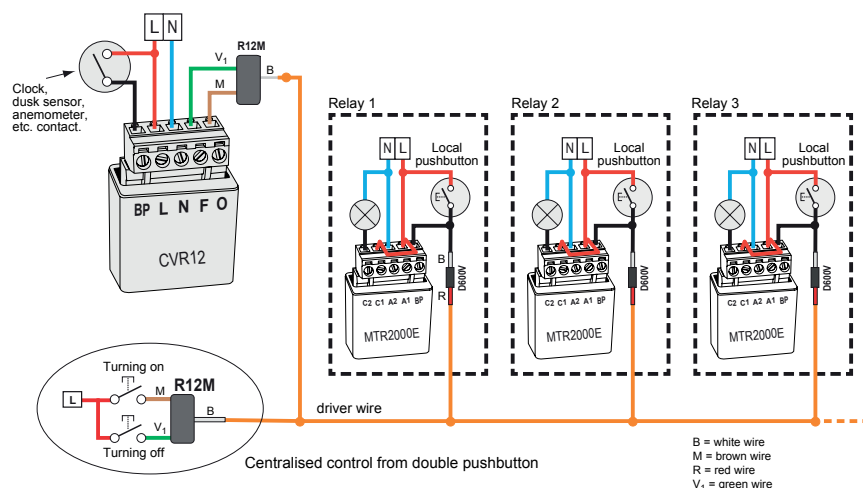 L N
R12M
V1
B
M
Clock,
dusk sensor,
anemometer,
etc. contact.
BP L N F O
CVR12
Relay 1
N L
Local
pushbutton
B
D600V
R
C2 C1 A2 A1 BP
MTR2000E
Relay 2
N L
Local
pushbutton
D600V
C2 C1 A2 A1 BP
MTR2000E
Relay 3
N L
Local
pushbutton
D600V
C2 C1 A2 A1 BP
MTR2000E
Turning on
R12M
M
L
B
V1
Turning off
driver wire
Centralised control from double pushbutton
B = white wire
M = brown wire
R = red wire
V1 = green wire